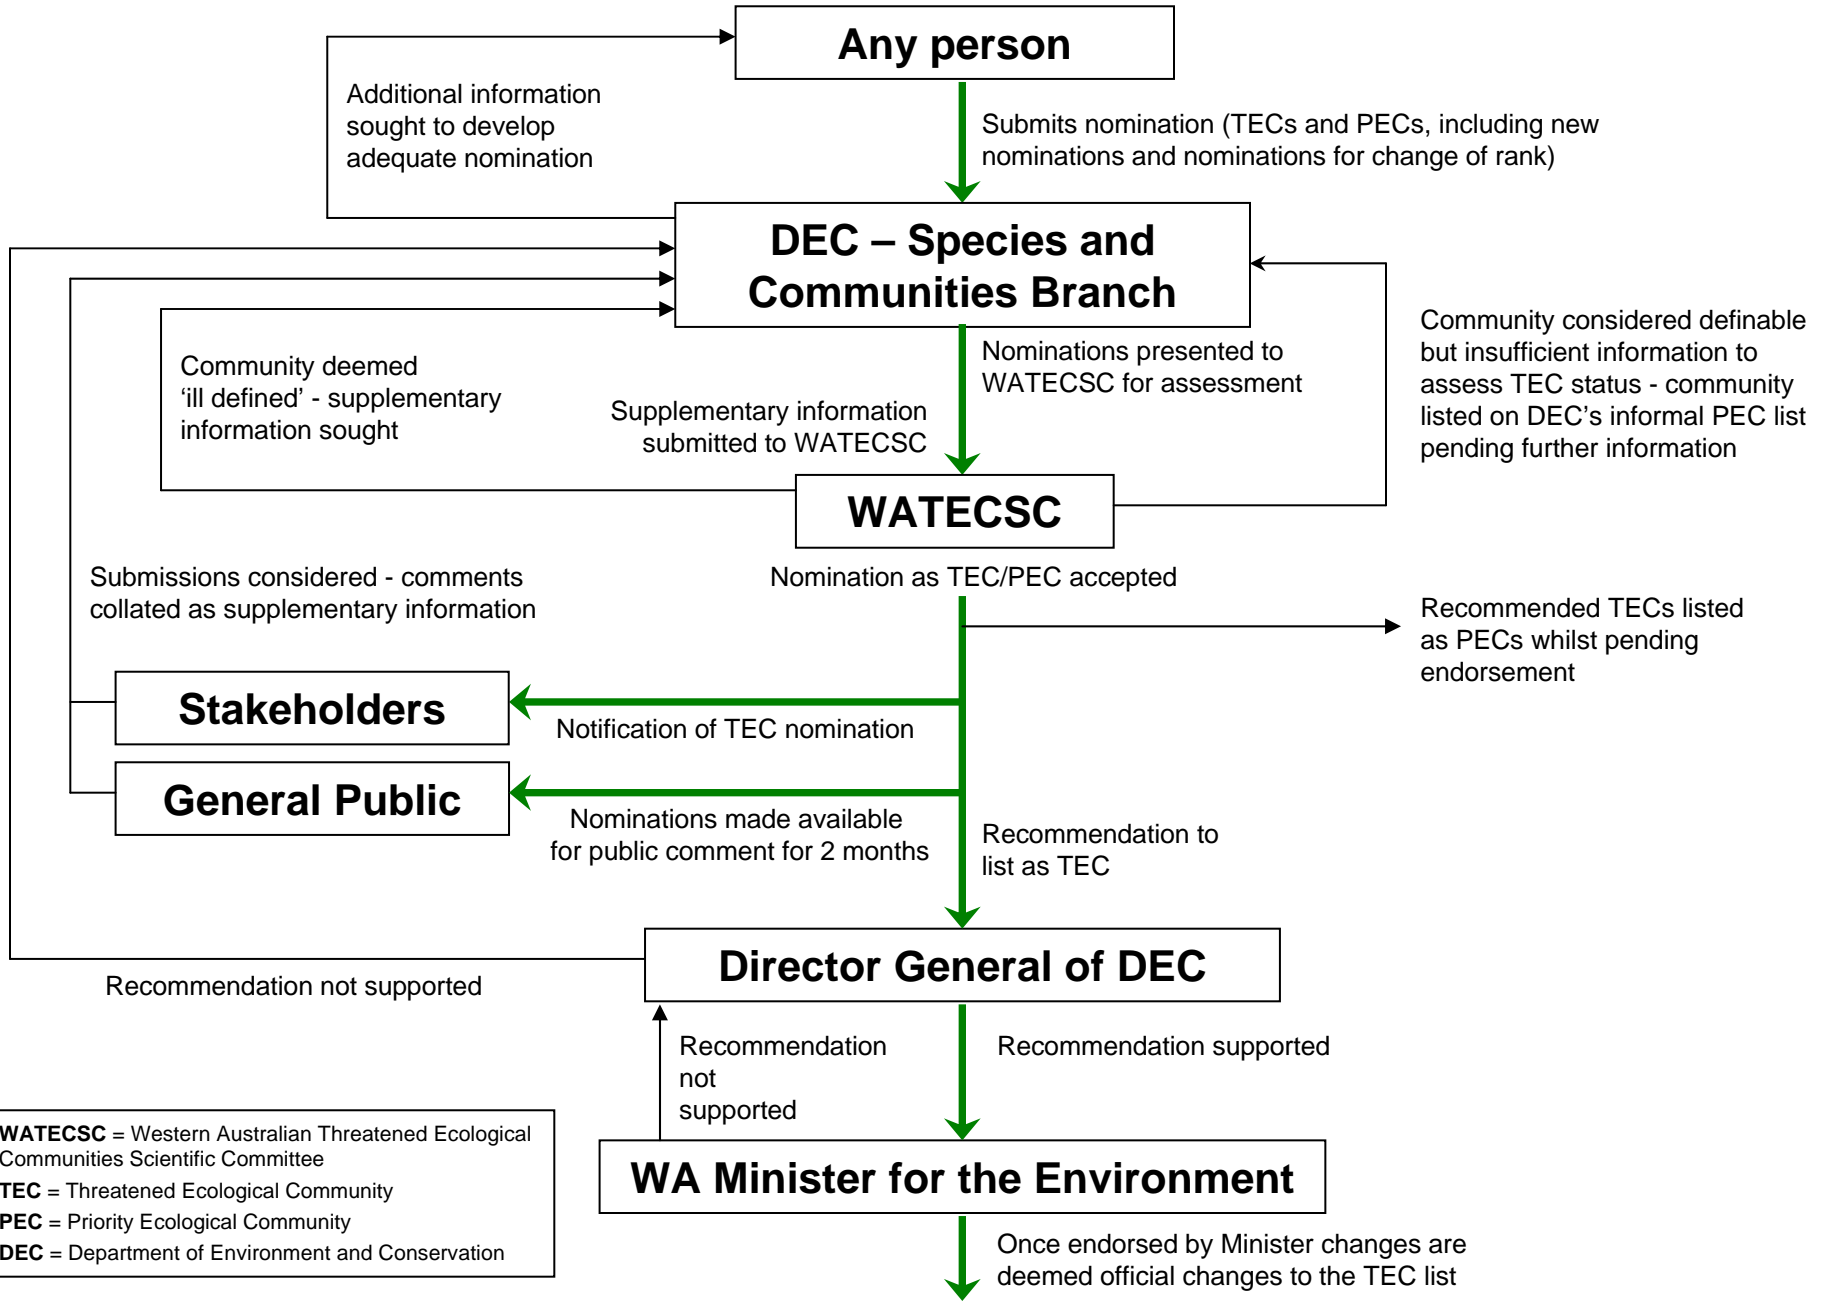 Any person
Additional information
sought to develop
adequate nomination
Submits nomination (TECs and PECs, including new
nominations and nominations for change of rank)
DEC – Species and
Communities Branch
Community deemed
‘ill defined’ - supplementary
information sought
Supplementary information
submitted to WATECSC
Nominations presented to
WATECSC for assessment
Community considered definable
but insufficient information to
assess TEC status - community
listed on DEC’s informal PEC list
pending further information
WATECSC
Submissions considered - comments
collated as supplementary information
Nomination as TEC/PEC accepted
Recommended TECs listed
as PECs whilst pending
endorsement
Stakeholders
Notification of TEC nomination
General Public
Nominations made available
for public comment for 2 months
Recommendation to
list as TEC
Director General of DEC
Recommendation not supported
Recommendation
not
supported
Recommendation supported
WA Minister for the Environment
Once endorsed by Minister changes are
deemed official changes to the TEC list
WATECSC = Western Australian Threatened Ecological
Communities Scientific Committee
TEC = Threatened Ecological Community
PEC = Priority Ecological Community
DEC = Department of Environment and Conservation